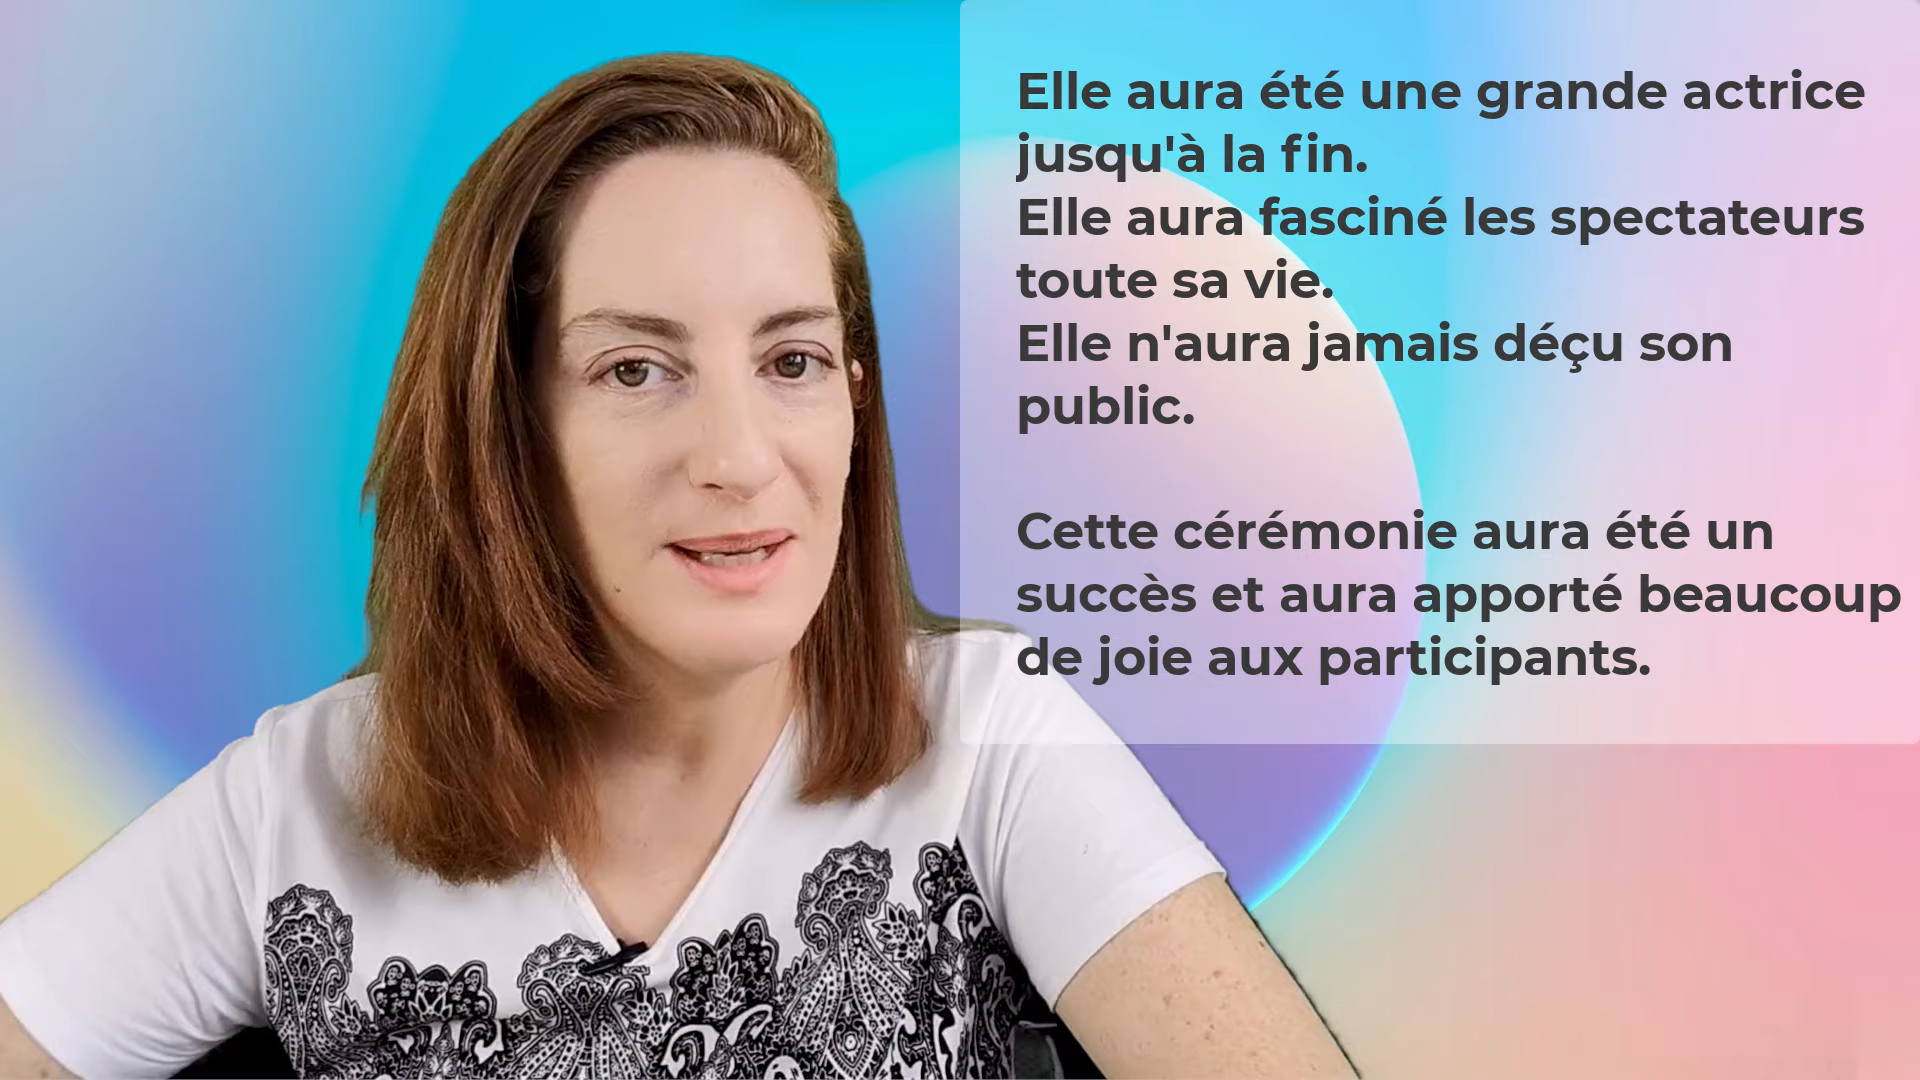 Elle aura été une grande actrice
jusqu'à la fin.
Elle aura fasciné les spectateurs
toute sa vie.
Elle n'aura jamais déçu son
public.
Cette cérémonie aura été un
succès et aura apporté beaucoup
de joie aux participants.